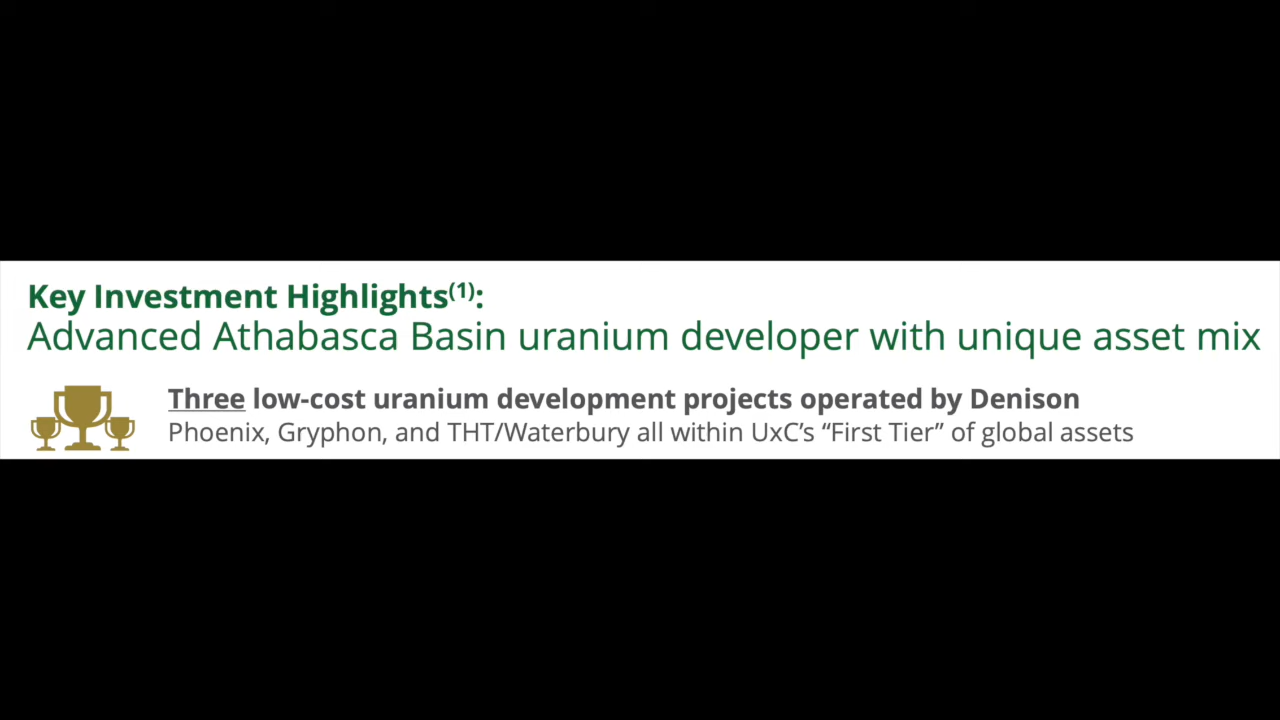 Key Investment Highlights(1):
Advanced Athabasca Basin uranium developer with unique asset mix
Three low-cost uranium development projects operated by Denison
Phoenix, Gryphon, and THT/Waterbury all within UxC’s “First Tier” of global assets